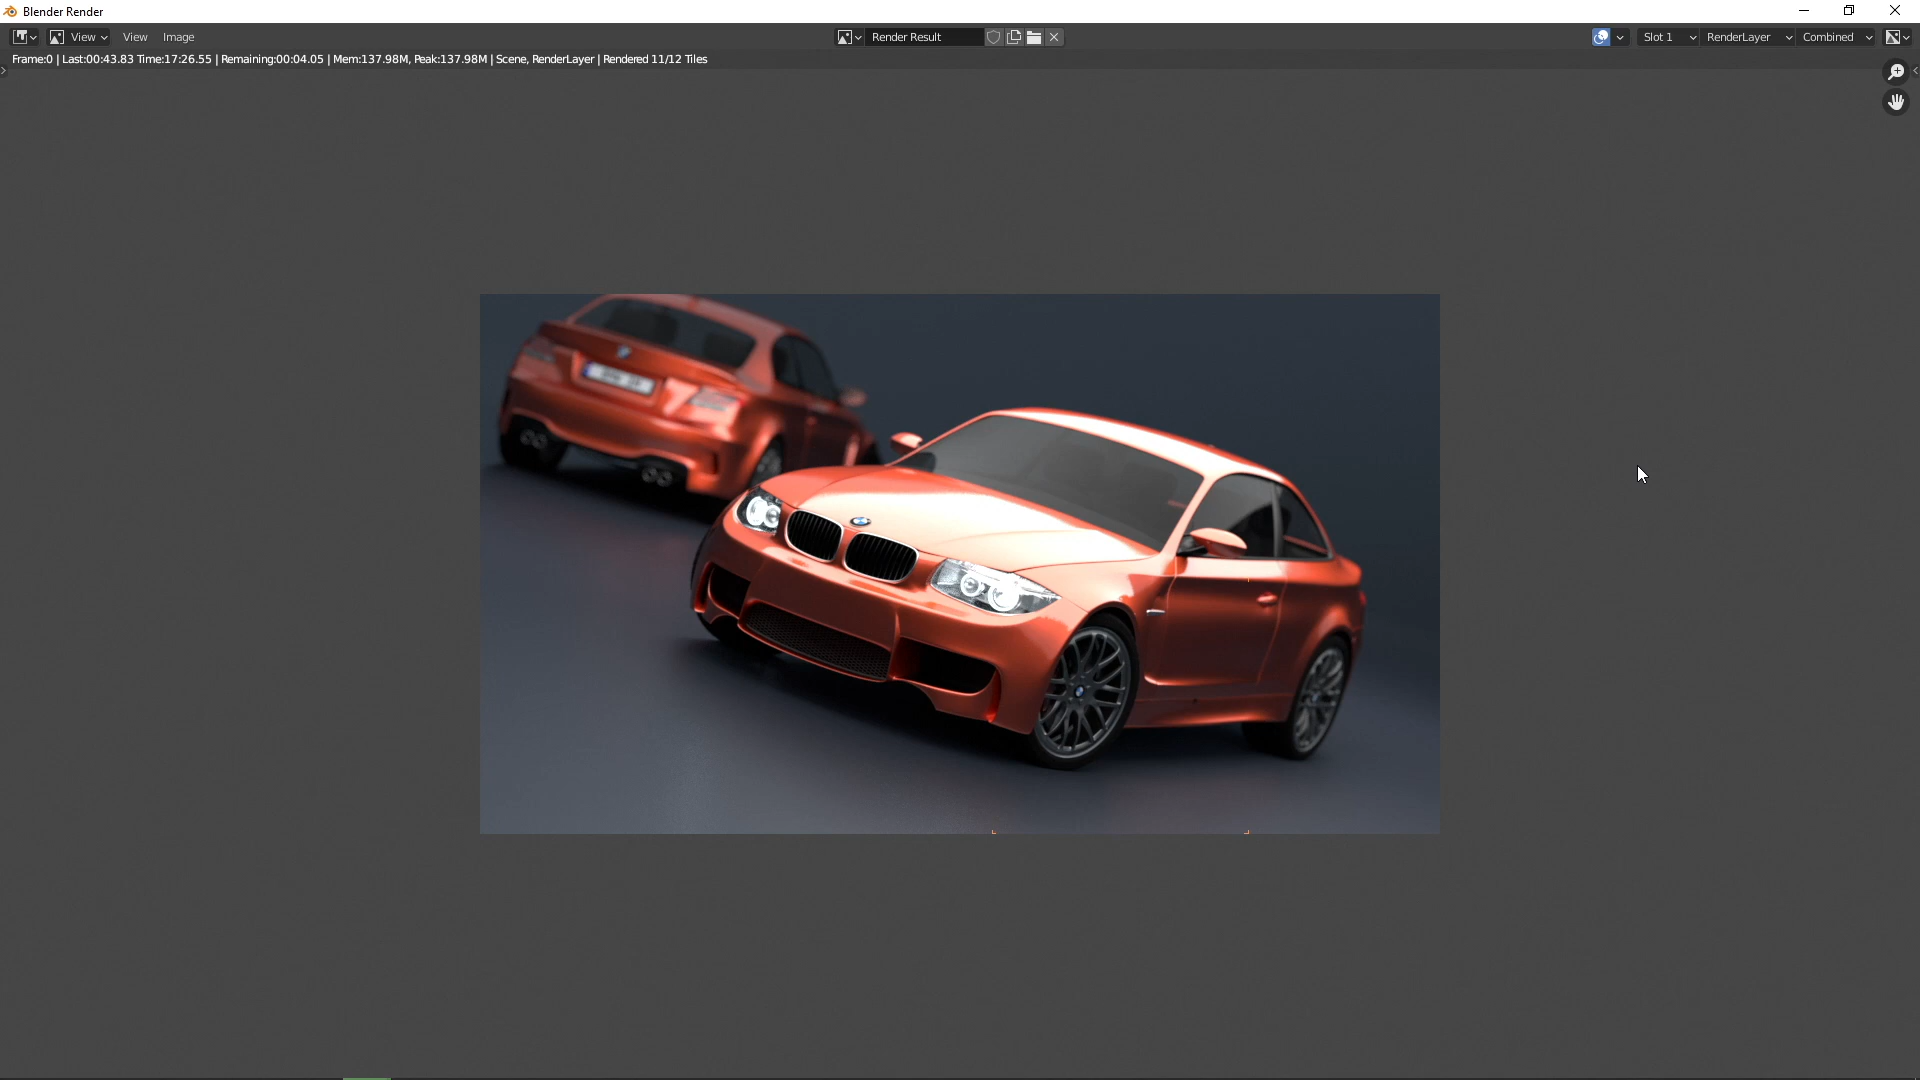 Blender Render
View View Image Render Result Slot 1 RenderLayer Combined
Frame:0 | Last:00:43.83 Time:17:26.55 | Remaining:00:04.05 | Mem:137.98M, Peak:137.98M | Scene, RenderLayer | Rendered 11/12 Tiles